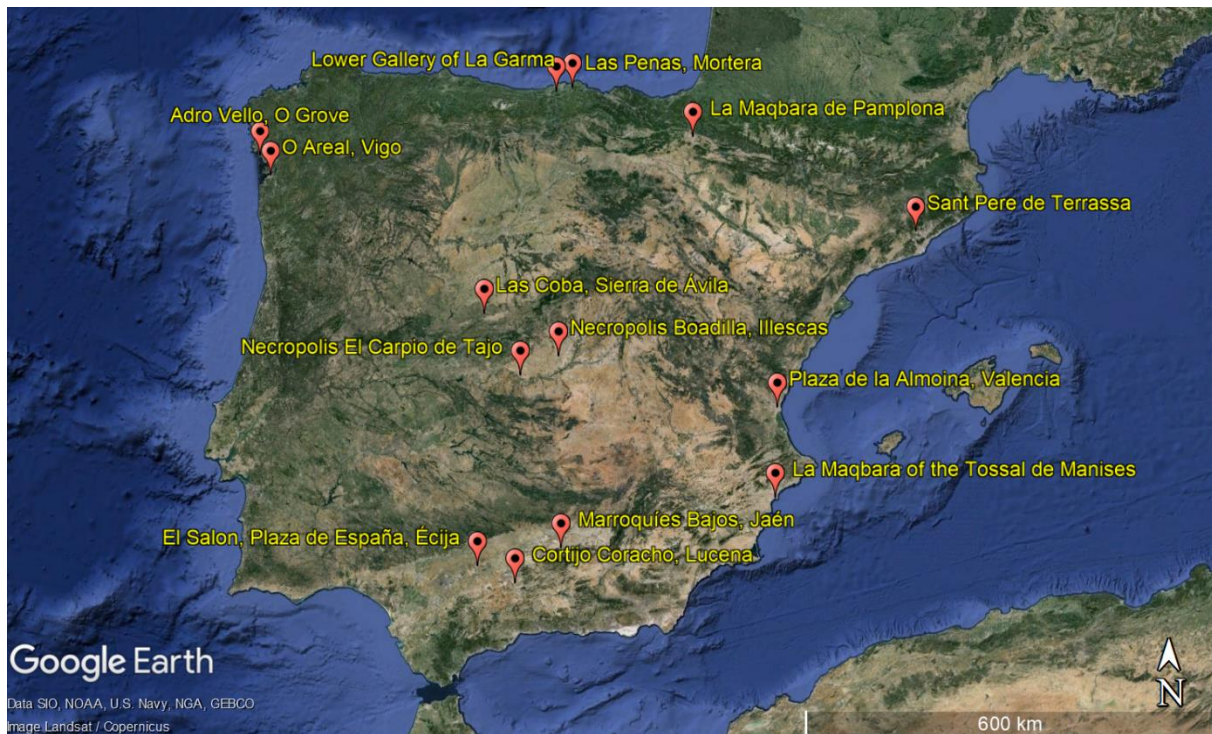 Lower Gallery of La Garma
Las Penas, Mortera
La Maqbara de Pamplona
Adro Vello, O Grove
O Areal, Vigo
Sant Pere de Terrassa
Las Coba, Sierra de Ávila
Necropolis Boadilla, Illescas
Necropolis El Carpio de Tajo
Plaza de la Almoina, Valencia
La Maqbara of the Tossal de Manises
Marroquíes Bajos, Jaén
El Salon, Plaza de España, Écija
Cortijo Coracho, Lucena
Google Earth
Data SIO, NOAA, U.S. Navy, NGA, GEBCO
Image Landsat / Copernicus
N
600 km